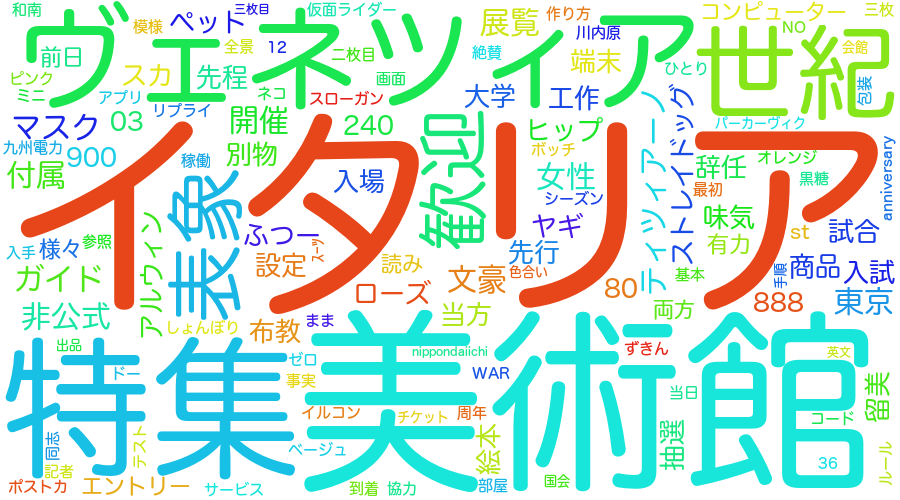 和南
三枚目
仮面ライダー
ヴェネツィア
模様
ペット
展覧
作り方
コンピューター
三枚
前日
全景
12
二枚目
川内原
NO
会館
世紀
ピンク
スカ
先程
ネコ
画面
絶賛
端末
ひとり
包装
ミニ
アプリ
リプライ
スローガン
大学
工作
マスク
03
開催
240
歓迎
ヒップ
ティツィアーノ
ストレイドッグ
パーカーヴィク
九州電力
900
稼働
別物
ボッチ
辞任
オレンジ
anniversary
付属
イタリア
入場
女性
シーズン
最初
黒糖
表象
アルウィン
ふつー
ヤギ
味気
st
試合
入手
様々
参照
スーツ
先行
有力
ガイド
設定
読み
文豪
色合い
基本
手順
商品
入試
ローズ
80
両方
888
東京
非公式
しょんぼり
布教
まま
当方
出品
特集
美術館
ドー
ゼロ
nippondaiichi
ずきん
英文
事実
WAR
当日
留美
イルコン
チケット
周年
コード
同志
テスト
ベージュ
絵本
抽選
記者
36
ルール
ポストカ
エントリー
サービス
到着
協力
部屋
国会